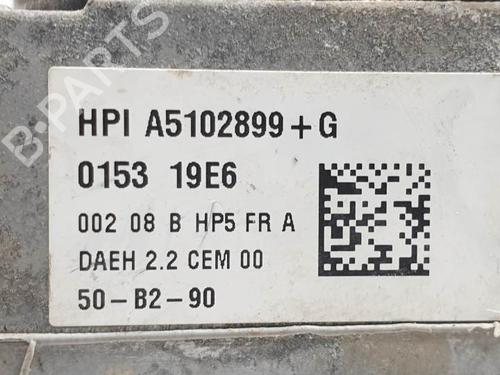 B-PARTS
HPI A5102899+G
0153 19E6
002 08 B HP5 FR A
DAEH 2.2 CEM 00
50-B2-90